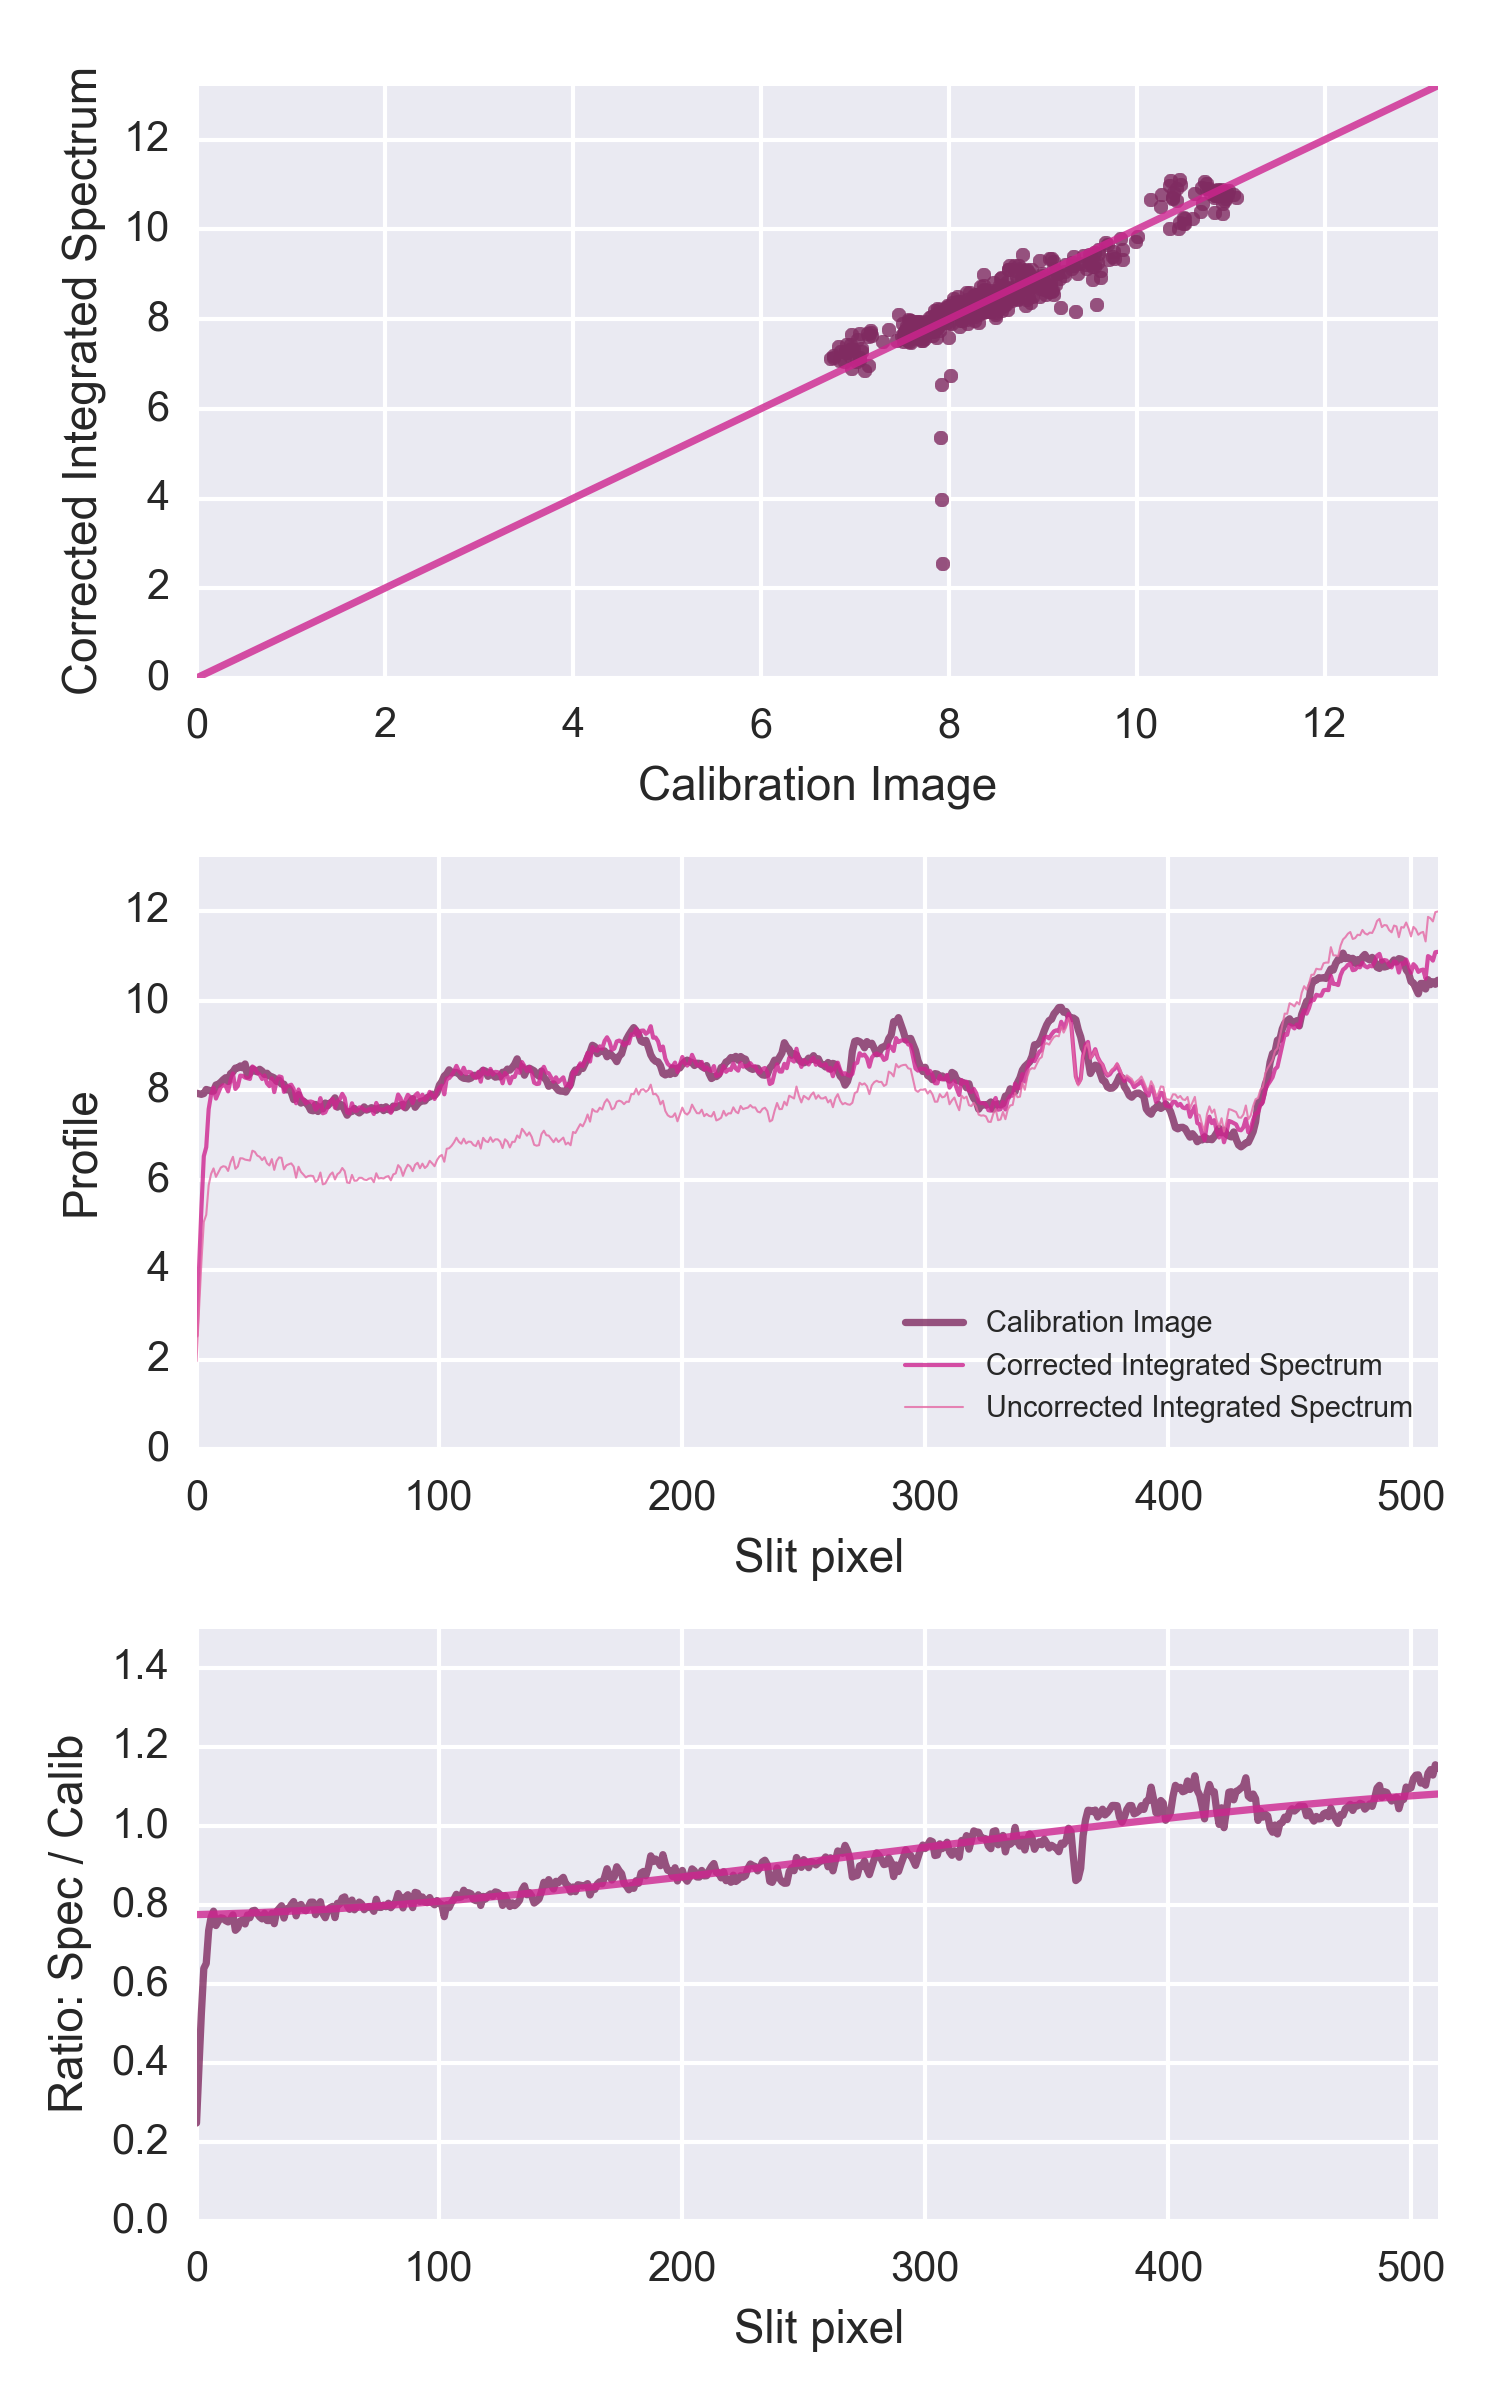 Corrected Integrated Spectrum
12
10
8
6
4
2
0
0 2 4 6 8 10 12
Calibration Image
Profile
12
10
8
6
4
2
0
Calibration Image
Corrected Integrated Spectrum
Uncorrected Integrated Spectrum
0 100 200 300 400 500
Slit pixel
Ratio: Spec / Calib
1.4
1.2
1.0
0.8
0.6
0.4
0.2
0.0
0 100 200 300 400 500
Slit pixel